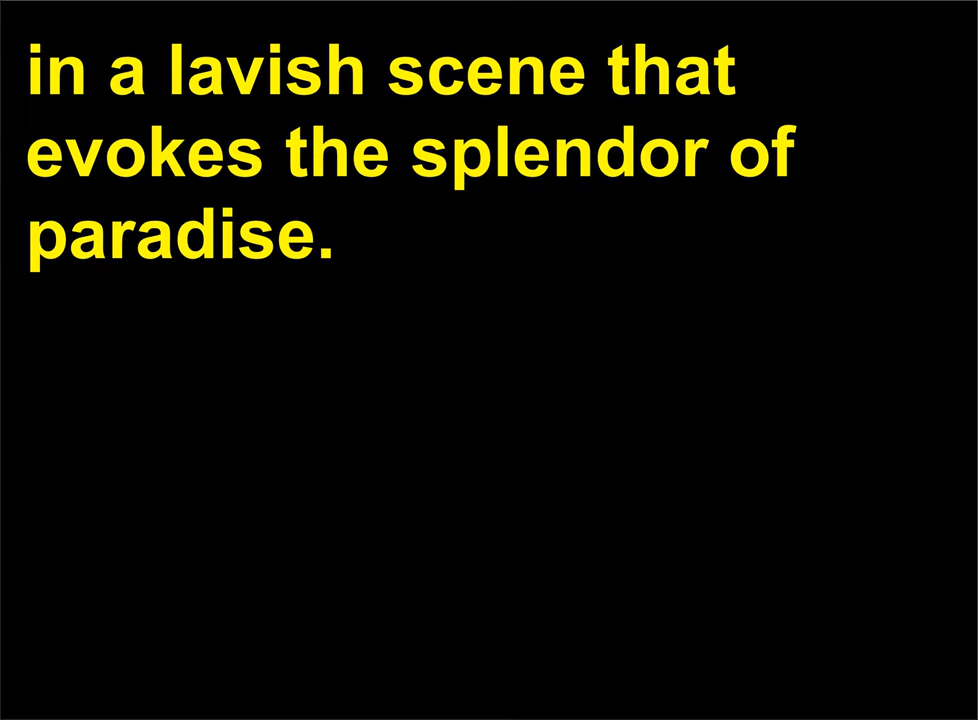 in a lavish scene that
evokes the splendor of
paradise.